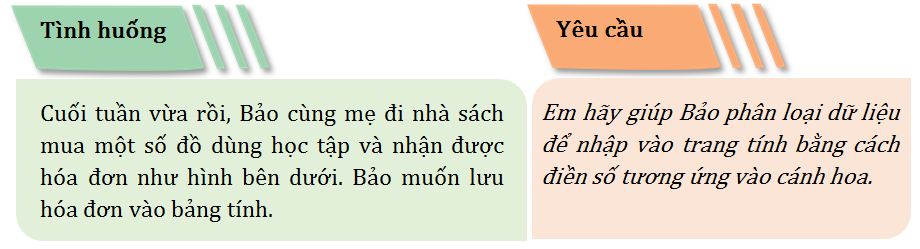 Tình huống
Cuối tuần vừa rồi, Bảo cùng mẹ đi nhà sách
mua một số đồ dùng học tập và nhận được
hóa đơn như hình bên dưới. Bảo muốn lưu
hóa đơn vào bảng tính.
Yêu cầu
Em hãy giúp Bảo phân loại dữ liệu
để nhập vào trang tính bằng cách
điền số tương ứng vào cánh hoa.